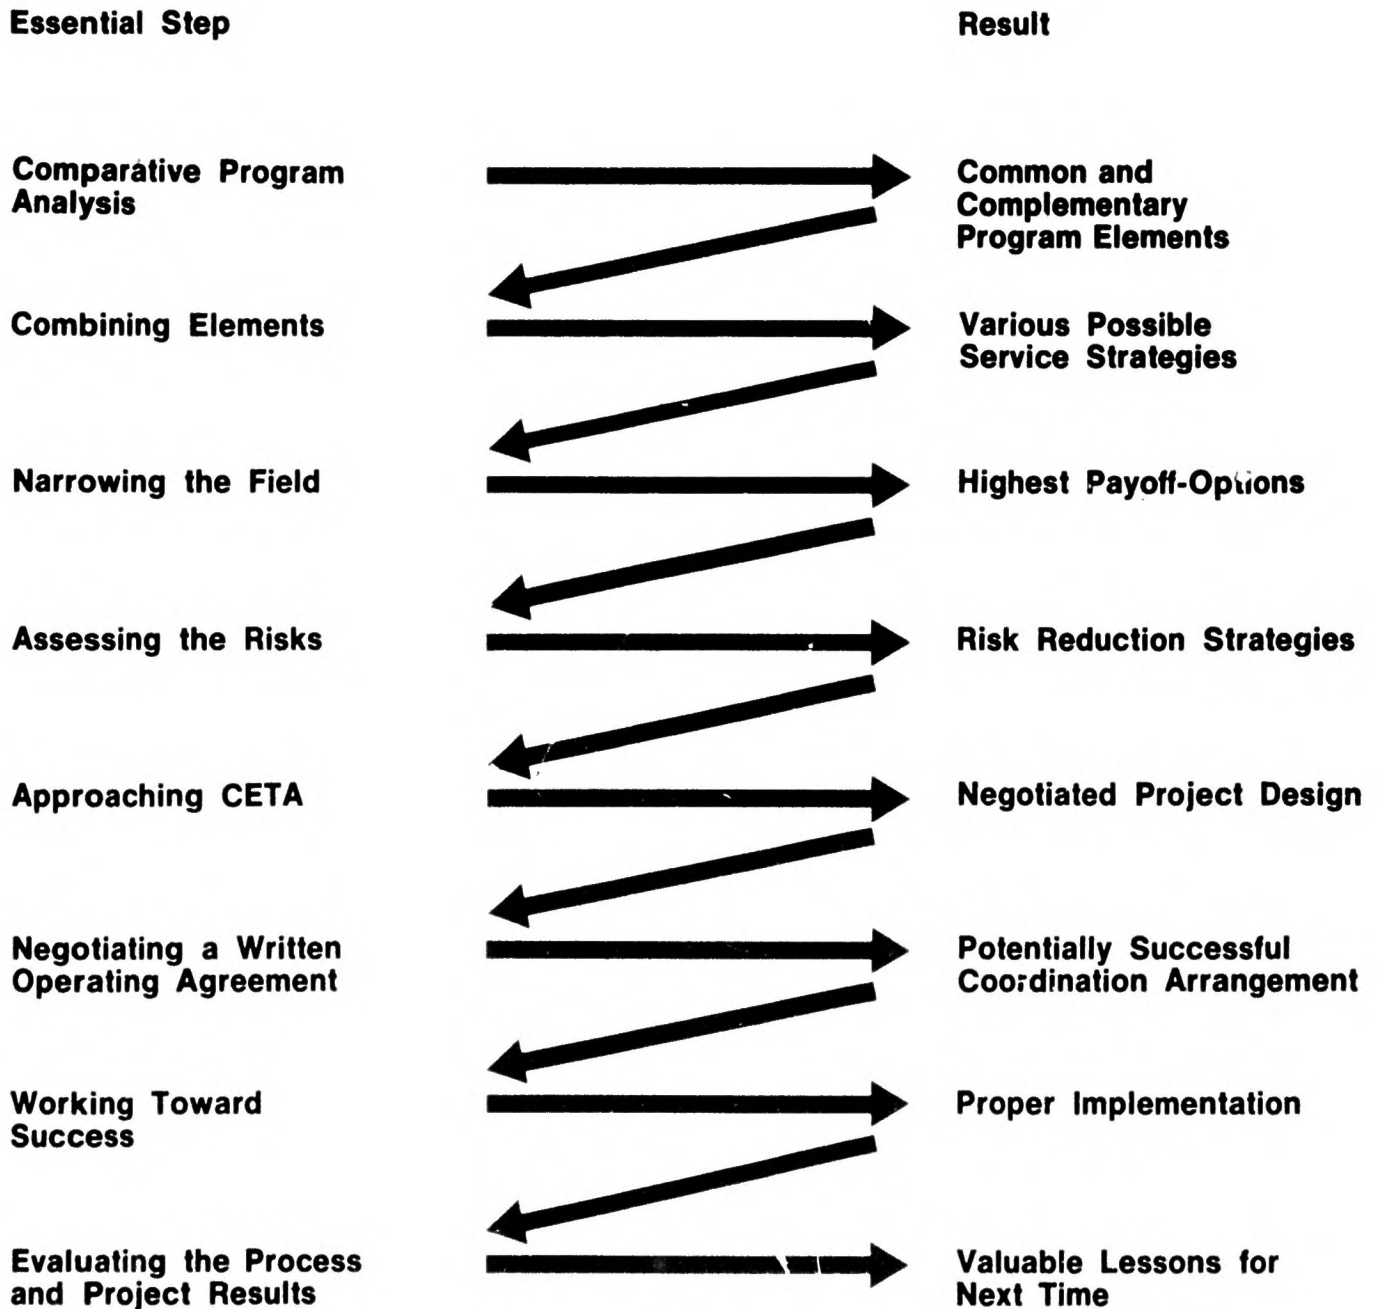 Essential Step
Result
Comparative Program
Analysis
Common and
Complementary
Program Elements
Combining Elements
Various Possible
Service Strategies
Narrowing the Field
Highest Payoff-Options
Assessing the Risks
Risk Reduction Strategies
Approaching CETA
Negotiated Project Design
Negotiating a Written
Operating Agreement
Potentially Successful
Coordination Arrangement
Working Toward
Success
Proper Implementation
Evaluating the Process
and Project Results
Valuable Lessons for
Next Time